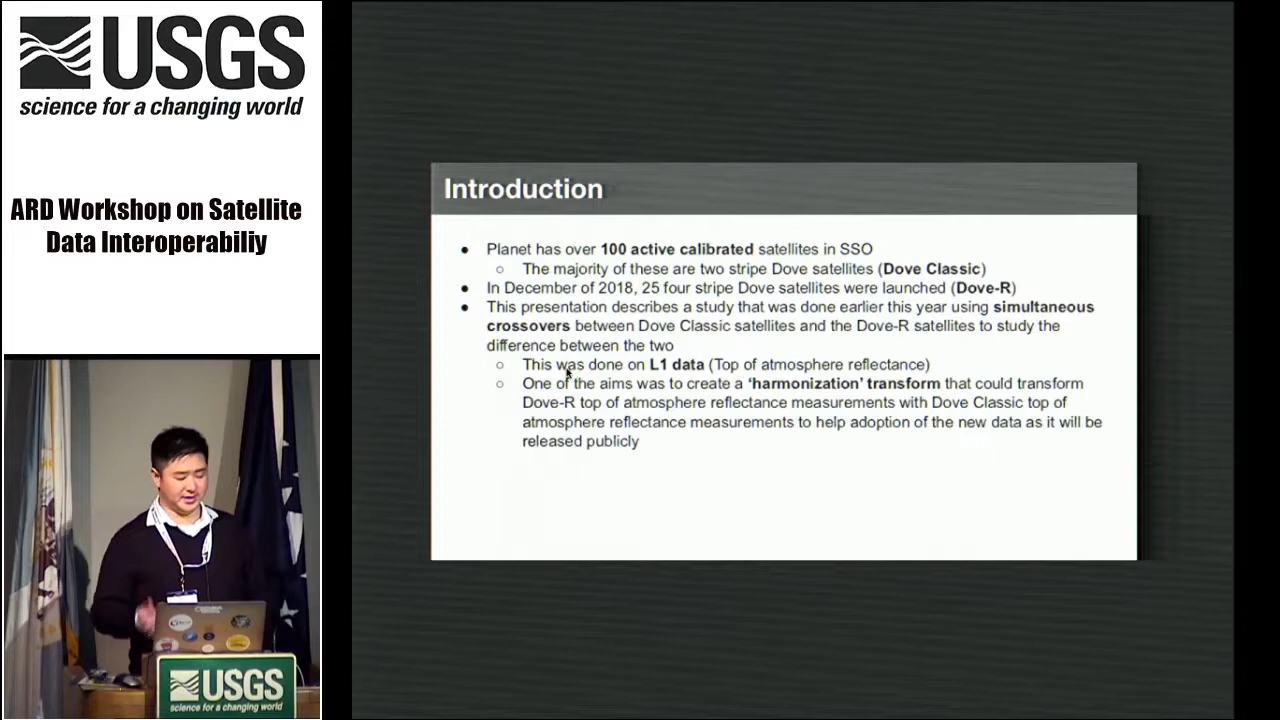 USGS
science for a changing world
ARD Workshop on Satellite
Data Interoperabiliy
Introduction
● Planet has over 100 active calibrated satellites in SSO
○ The majority of these are two stripe Dove satellites (Dove Classic)
● In December of 2018, 25 four stripe Dove satellites were launched (Dove-R)
● This presentation describes a study that was done earlier this year using simultaneous
crossovers between Dove Classic satellites and the Dove-R satellites to study the
difference between the two
○ This was done on L1 data (Top of atmosphere reflectance)
○ One of the aims was to create a ‘harmonization’ transform that could transform
Dove-R top of atmosphere reflectance measurements with Dove Classic top of
atmosphere reflectance measurements to help adoption of the new data as it will be
released publicly
USGS
science for a changing world